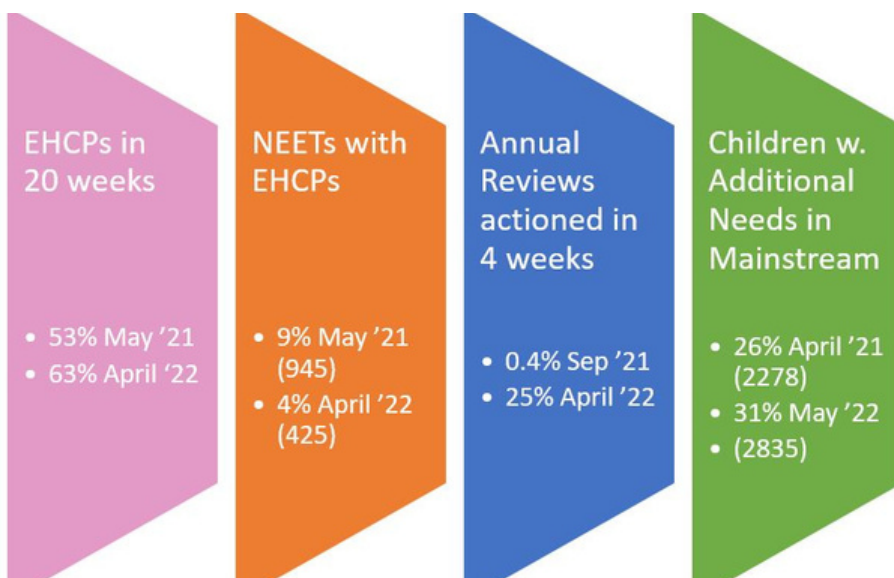 EHCPs in
20 weeks
• 53% May ’21
• 63% April ‘22
NEETs with
EHCPs
• 9% May ’21
(945)
• 4% April ’22
(425)
Annual
Reviews
actioned in
4 weeks
• 0.4% Sep ’21
• 25% April ’22
Children w.
Additional
Needs in
Mainstream
• 26% April ’21
(2278)
• 31% May ’22
• (2835)